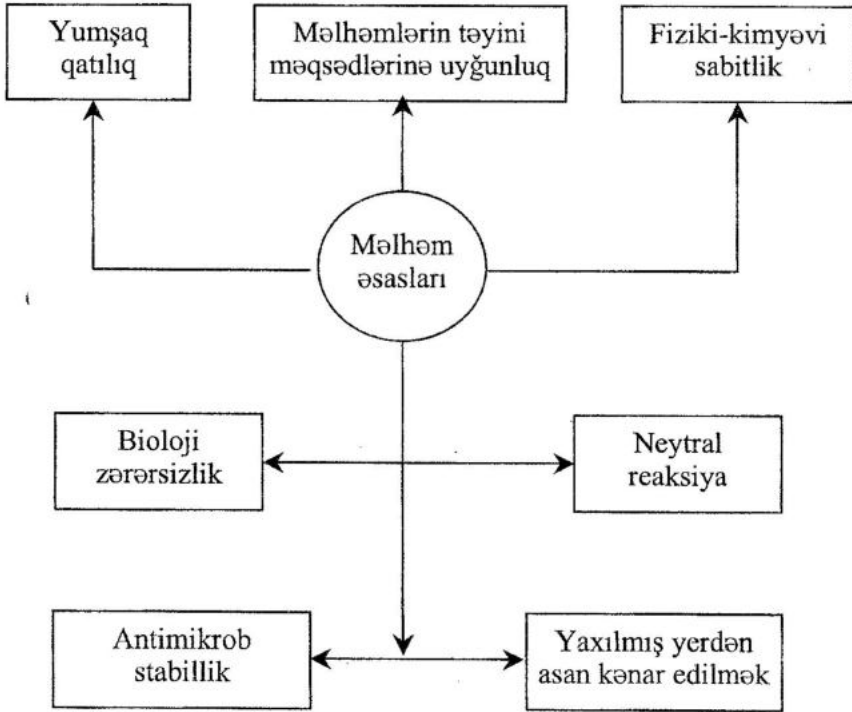 Yumşaq
qatılıq
Məlhəmlərin təyini
məqsədlərinə uyğunluq
Fiziki-kimyəvi
sabitlik
Məlhəm
əsasları
Bioloji
zərərsizlik
Neytral
reaksiya
Antimikrob
stabillik
Yaxılmış yerdən
asan kənar edilmək